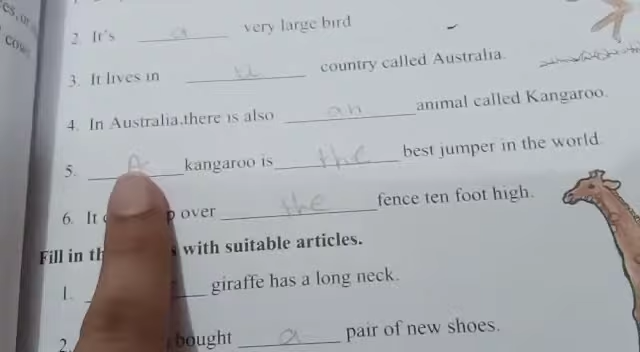 2. It's a very large bird
3. It lives in country called Australia.
4. In Australia.there is also an animal called Kangaroo.
5. A kangaroo is the best jumper in the world.
6. It over the fence ten foot high.
Fill in with suitable articles.
1. giraffe has a long neck.
2. bought a pair of new shoes.